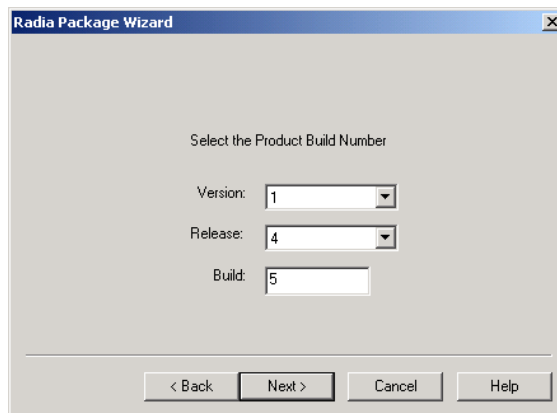 Radia Package Wizard
Select the Product Build Number
Version: 1
Release: 4
Build: 5
< Back Next > Cancel Help